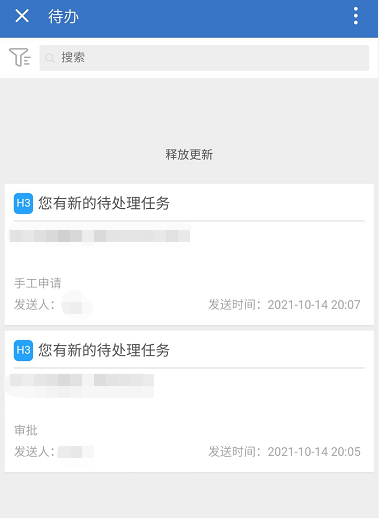 待办
搜索
释放更新
H3 您有新的待处理任务
手工申请
发送人: 发送时间: 2021-10-14 20:07
H3 您有新的待处理任务
审批
发送人: 发送时间: 2021-10-14 20:05